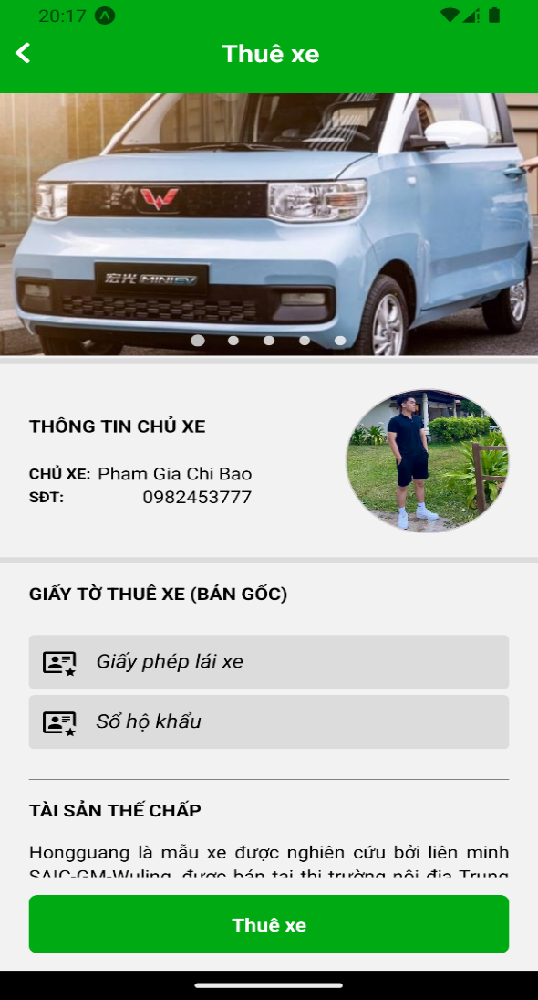 20:17
Thuê xe
宏光 MINIEV
THÔNG TIN CHỦ XE
CHỦ XE: Pham Gia Chi Bao
SĐT: 0982453777
GIẤY TỜ THUÊ XE (BẢN GỐC)
Giấy phép lái xe
Sổ hộ khẩu
TÀI SẢN THẾ CHẤP
Hongguang là mẫu xe được nghiên cứu bởi liên minh
SAIC-GM-Wuling, được bán tại thị trường nội địa Trung
Thuê xe